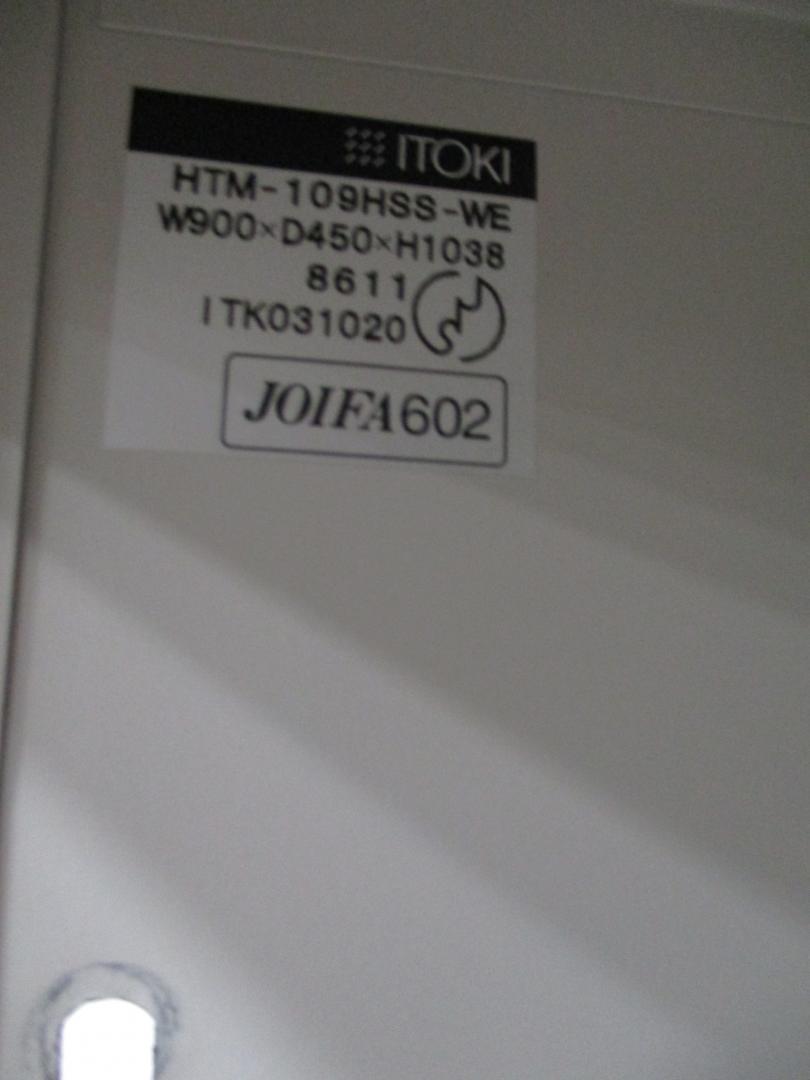 ITOKI
HTM-109HSS-WE
W900×D450×H1038
8611
ITK031020
JOIFA602